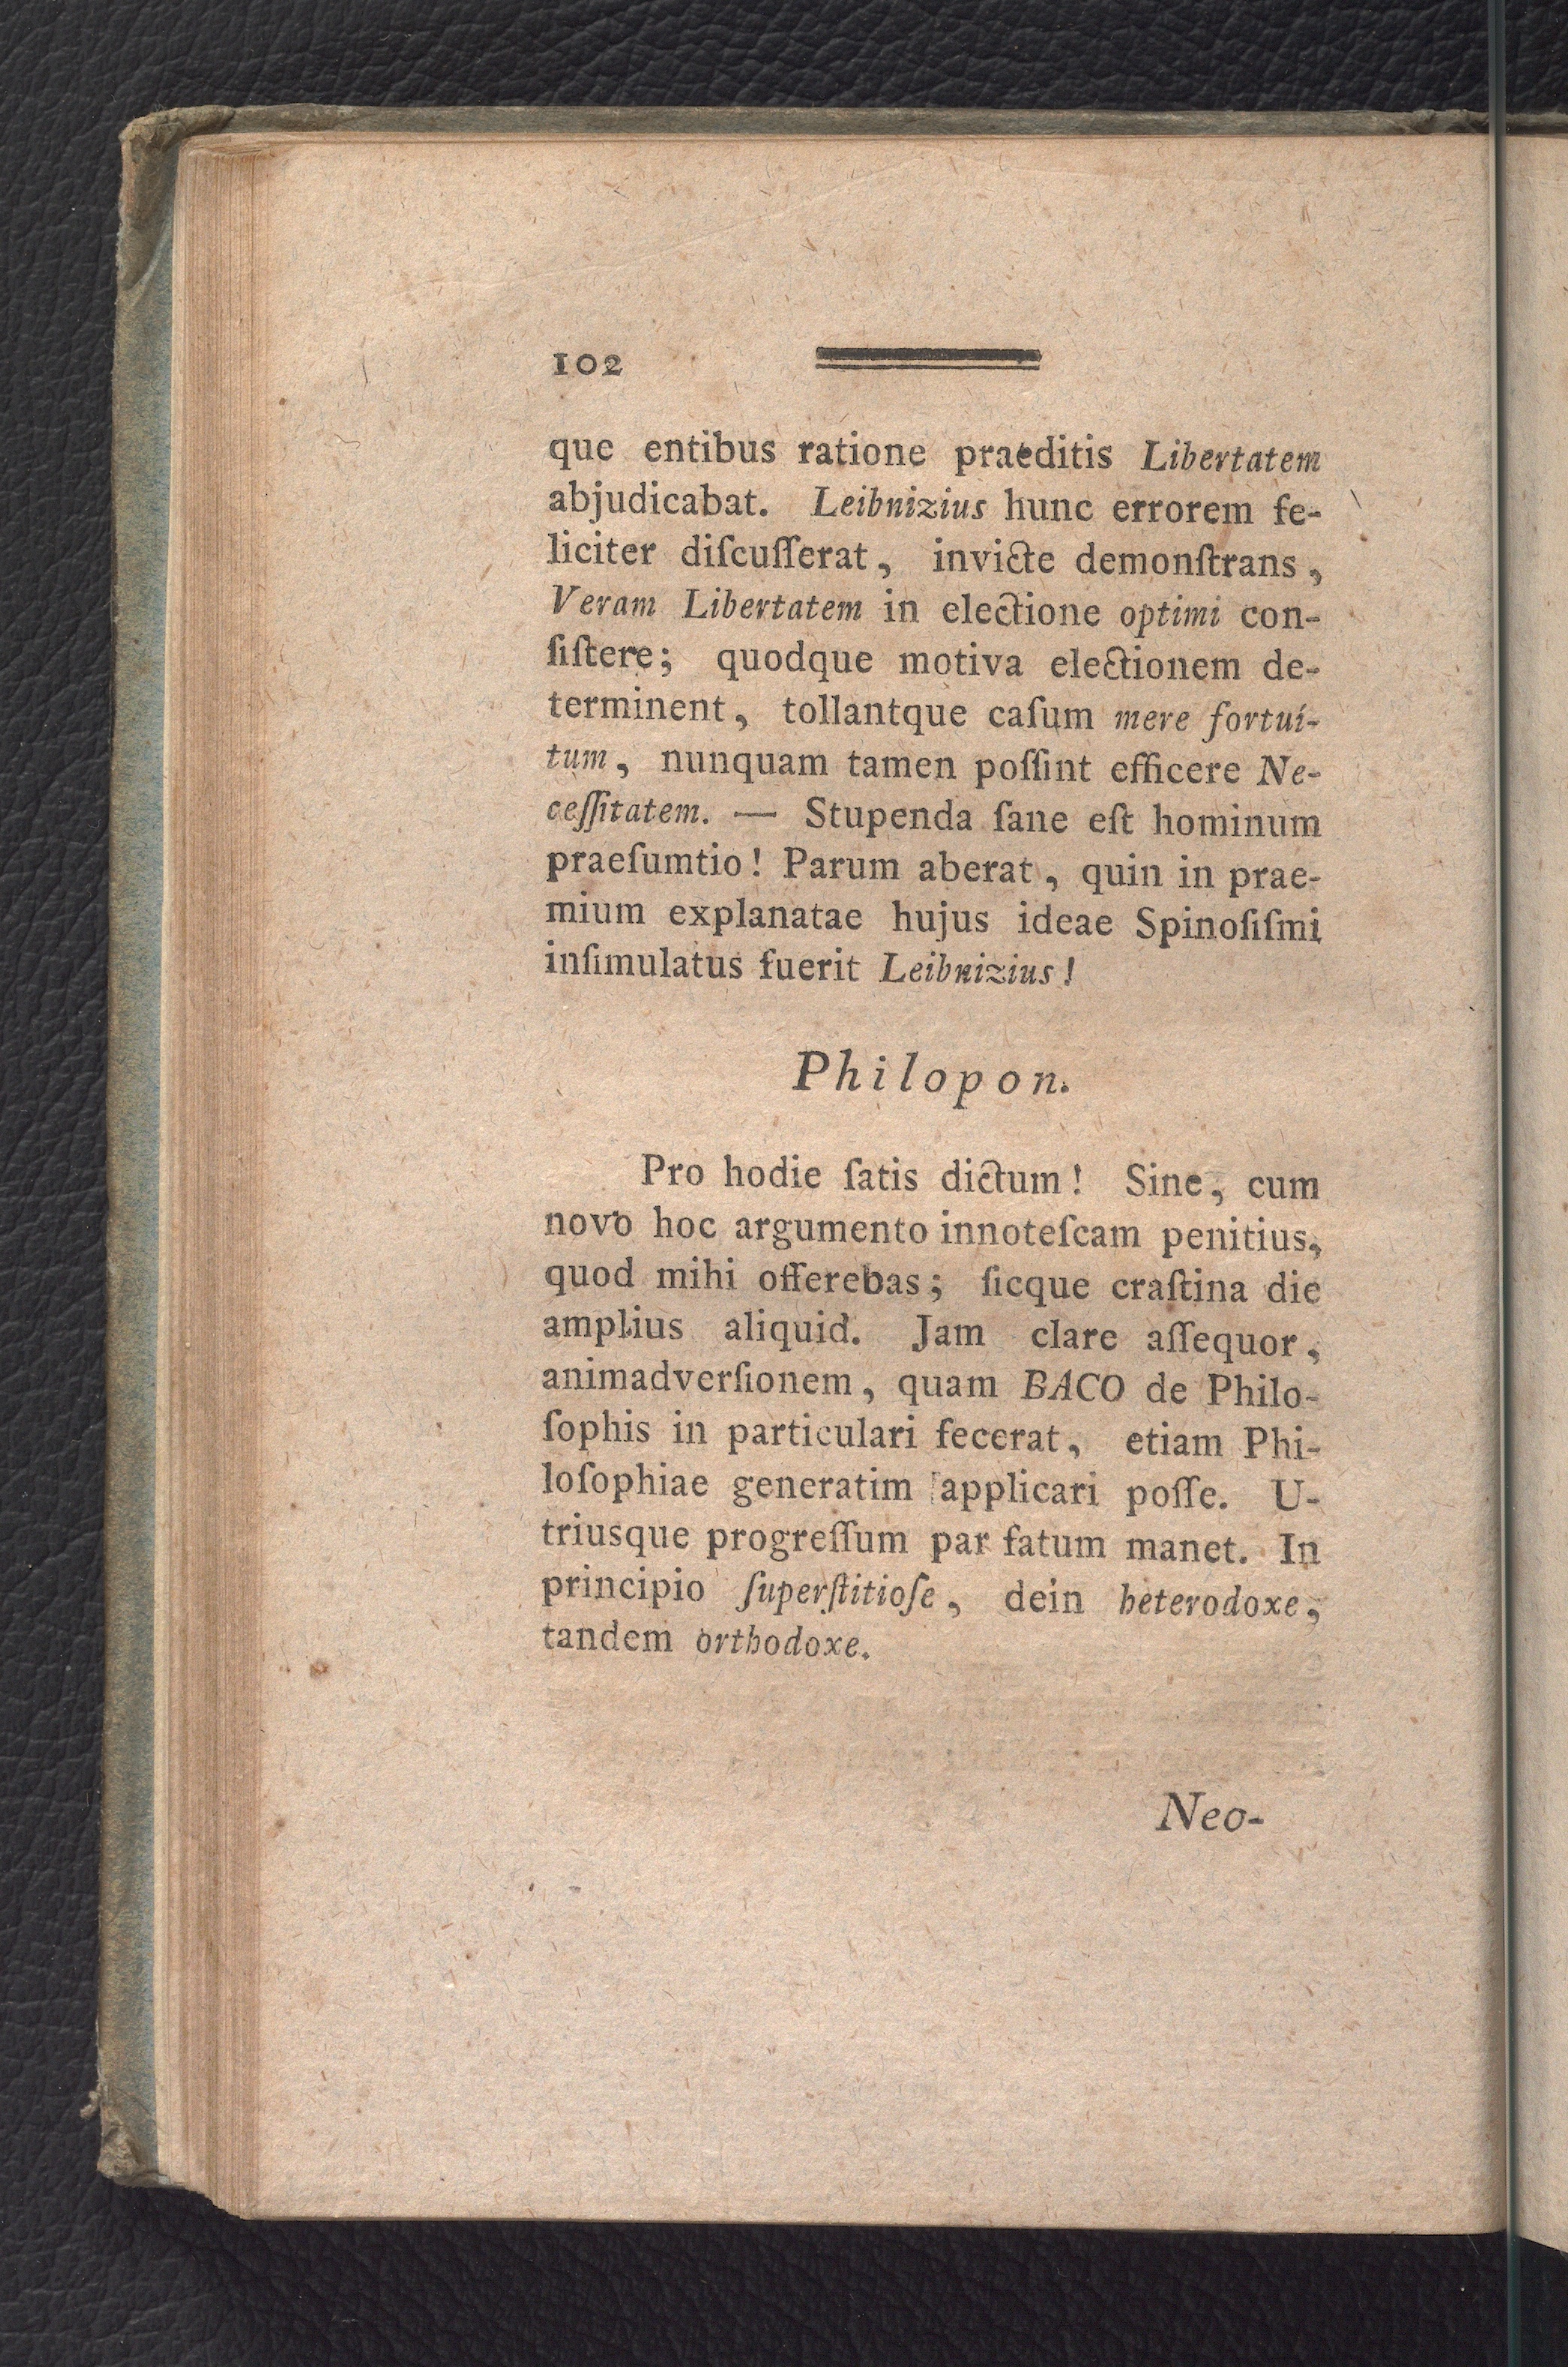 102
que entibus ratione praeditis Libertatem
abjudicabat. Leibnizius hunc errorem fe-
liciter diſcuſſerat, invicte demonſtrans,
Veram Libertatem in electione optimi con-
ſiſtere; quodque motiva electionem de-
terminent, tollantque caſum mere fortui-
tum, nunquam tamen poſſint efficere Ne-
ceſſitatem. — Stupenda ſane eſt hominum
praeſumtio! Parum aberat, quin in prae-
mium explanatae hujus ideae Spinoſiſmi
inſimulatus fuerit Leibnizius!
Philopon.
Pro hodie ſatis dictum! Sine, cum
novo hoc argumento innoteſcam penitius,
quod mihi offerebas; ſicque craſtina die
amplius aliquid. Jam clare aſſequor,
animadverſionem, quam BACO de Philo-
ſophis in particulari fecerat, etiam Phi-
loſophiae generatim applicari poſſe. U-
triusque progreſſum par fatum manet. In
principio ſuperſtitioſe, dein heterodoxe,
tandem orthodoxe.
Neo-